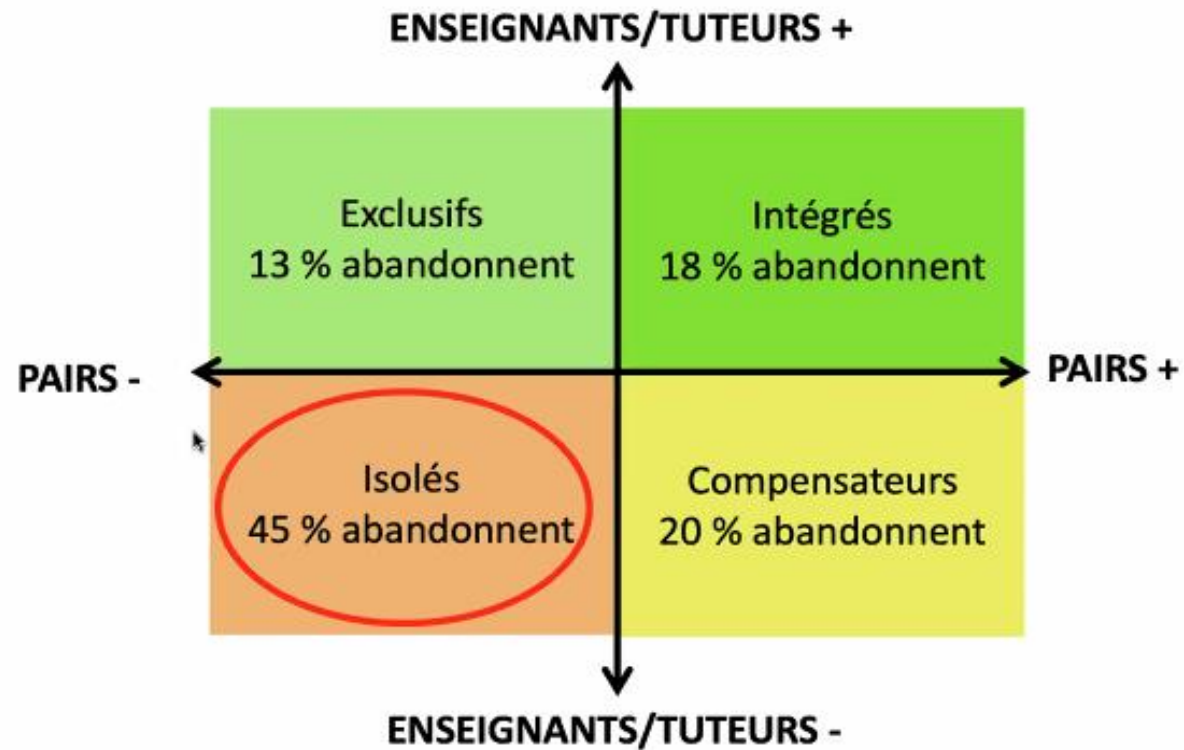 ENSEIGNANTS/TUTEURS +
Exclusifs
13 % abandonnent
Intégrés
18 % abandonnent
PAIRS -
PAIRS +
Isolés
45 % abandonnent
Compensateurs
20 % abandonnent
ENSEIGNANTS/TUTEURS -